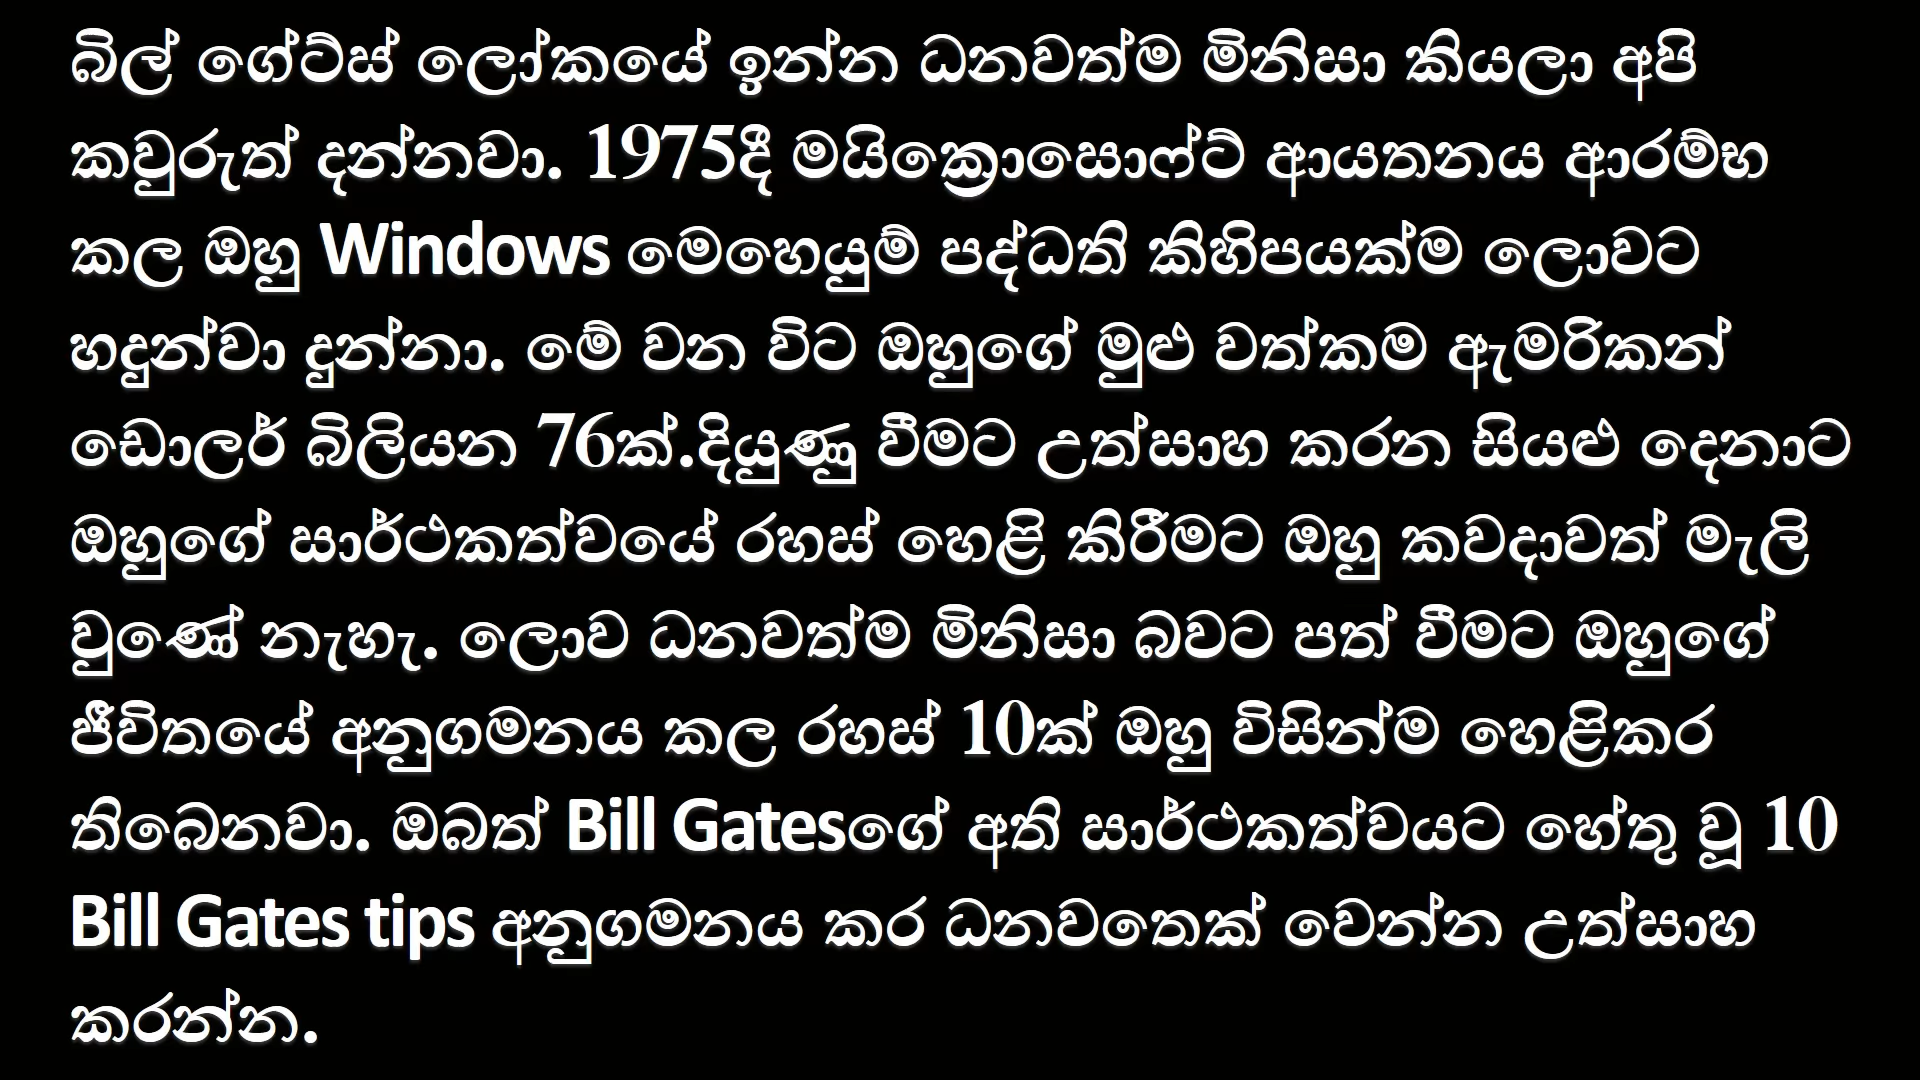 බිල් ගේට්ස් ලෝකයේ ඉන්න ධනවත්ම මිනිසා කියලා අපි
කවුරුත් දන්නවා. 1975දී මයික්‍රොසොෆ්ට් ආයතනය ආරම්භ
කල ඔහු Windows මෙහෙයුම් පද්ධති කිහිපයක්ම ලොවට
හදුන්වා දුන්නා. මේ වන විට ඔහුගේ මුළු වත්කම ඇමරිකන්
ඩොලර් බිලියන 76ක්.දියුණු වීමට උත්සාහ කරන සියළු දෙනාට
ඔහුගේ සාර්ථකත්වයේ රහස් හෙළි කිරීමට ඔහු කවදාවත් මැලි
වුණේ නැහැ. ලොව ධනවත්ම මිනිසා බවට පත් වීමට ඔහුගේ
ජීවිතයේ අනුගමනය කල රහස් 10ක් ඔහු විසින්ම හෙළිකර
තිබෙනවා. ඔබත් Bill Gatesගේ අති සාර්ථකත්වයට හේතු වූ 10
Bill Gates tips අනුගමනය කර ධනවතෙක් වෙන්න උත්සාහ
කරන්න.